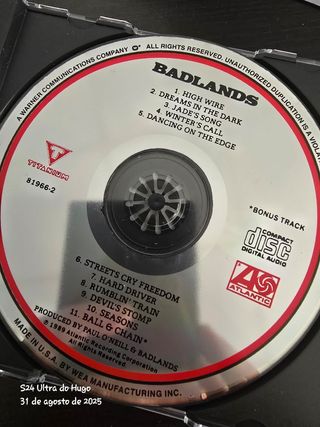 A WARNER COMMUNICATIONS COMPANY ALL RIGHTS RESERVED. UNAUTHORIZED DUPLICATION IS A VIOLA
BADLANDS
1. HIGH WIRE
2. DREAMS IN THE DARK
3. JADE'S SONG
4. WINTER'S CALL
5. DANCING ON THE EDGE
TITANIUM
81966-2
*BONUS TRACK
COMPACT
disc
DIGITAL AUDIO
ATLANTIC
6. STREETS CRY FREEDOM
7. HARD DRIVER
8. RUMBLIN' TRAIN
9. DEVIL'S STOMP
10. SEASONS
11. BALL & CHAIN*
PRODUCED BY PAUL O'NEILL & BADLANDS
© 1989 Atlantic Recording Corporation
All Rights Reserved.
MADE IN U.S.A. BY WEA MANUFACTURING INC.
S24 Ultra do Hugo
31 de agosto de 2025